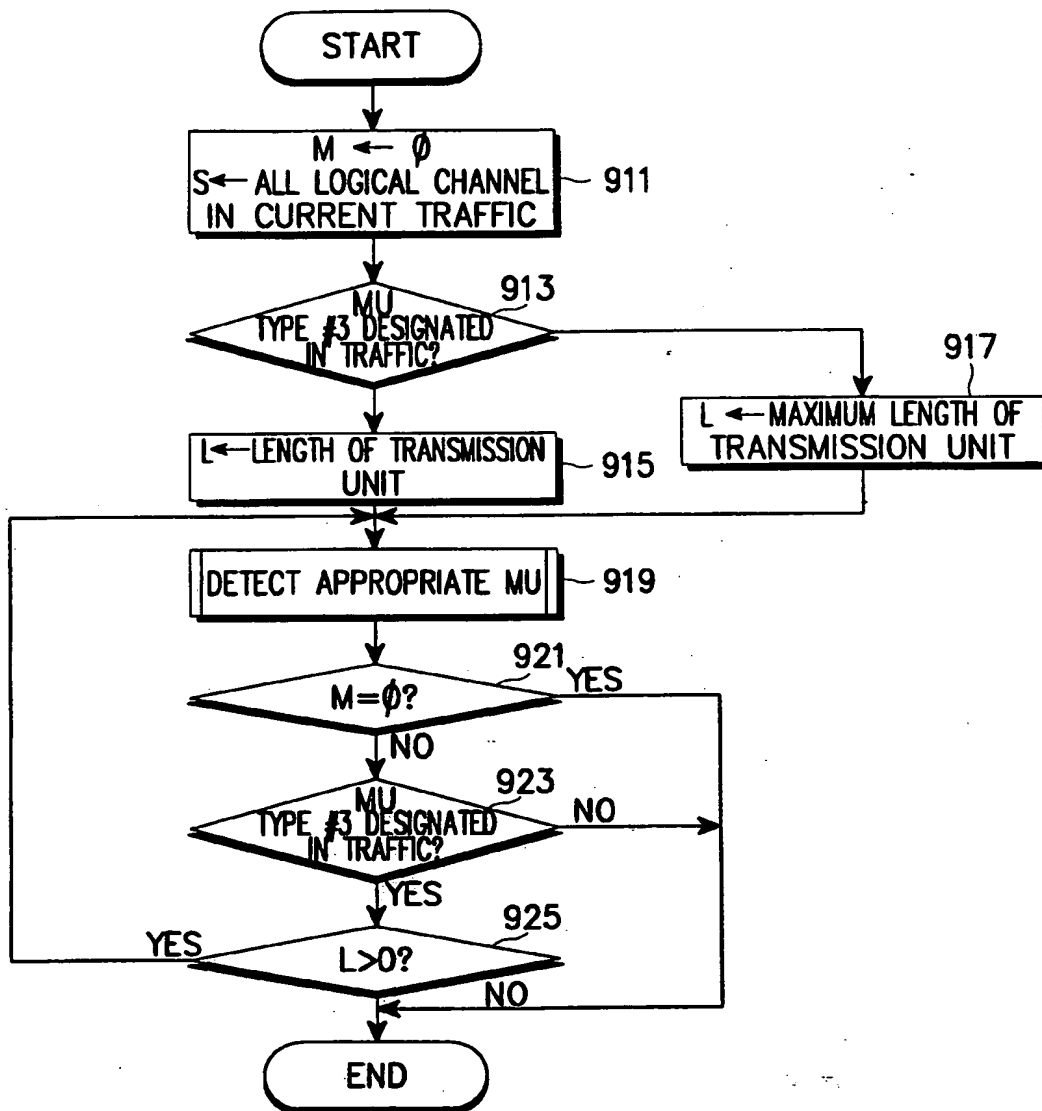 START
M ← ϕ
S← ALL LOGICAL CHANNEL
IN CURRENT TRAFFIC
911
913
MU
TYPE #3 DESIGNATED
IN TRAFFIC?
917
L ← MAXIMUM LENGTH OF
TRANSMISSION UNIT
L← LENGTH OF TRANSMISSION
UNIT
915
DETECT APPROPRIATE MU
919
921
M=ϕ?
YES
NO
923
MU
TYPE #3 DESIGNATED
IN TRAFFIC?
NO
YES
925
L>0?
YES
NO
END